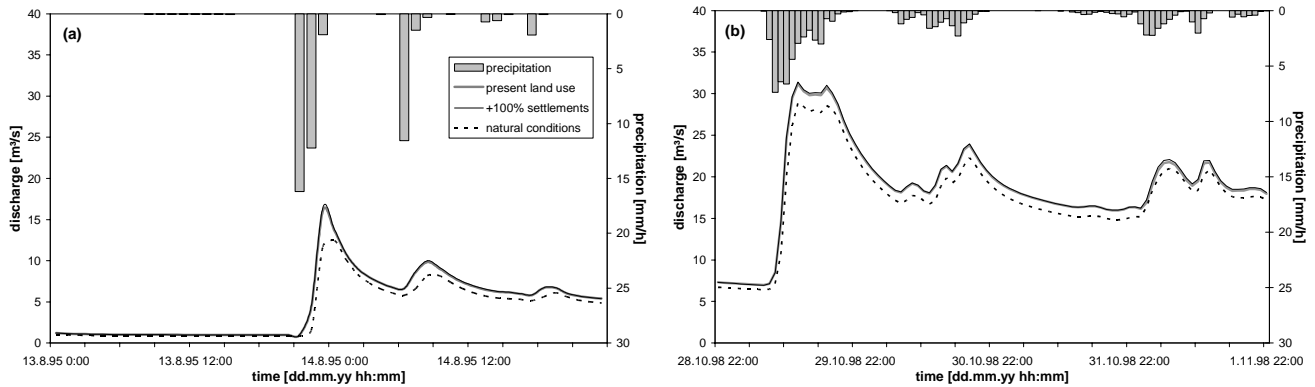 (a)
discharge [m³/s]
40
35
30
25
20
15
10
5
0
0
5
10
15
20
25
30
precipitation [mm/h]
precipitation
present land use
+100% settlements
natural conditions
13.8.95 0:00 13.8.95 12:00 14.8.95 0:00 14.8.95 12:00
time [dd.mm.yy hh:mm]
(b)
discharge [m³/s]
40
35
30
25
20
15
10
5
0
0
5
10
15
20
25
30
precipitation [mm/h]
28.10.98 22:00 29.10.98 22:00 30.10.98 22:00 31.10.98 22:00 1.11.98 22:00
time [dd.mm.yy hh:mm]